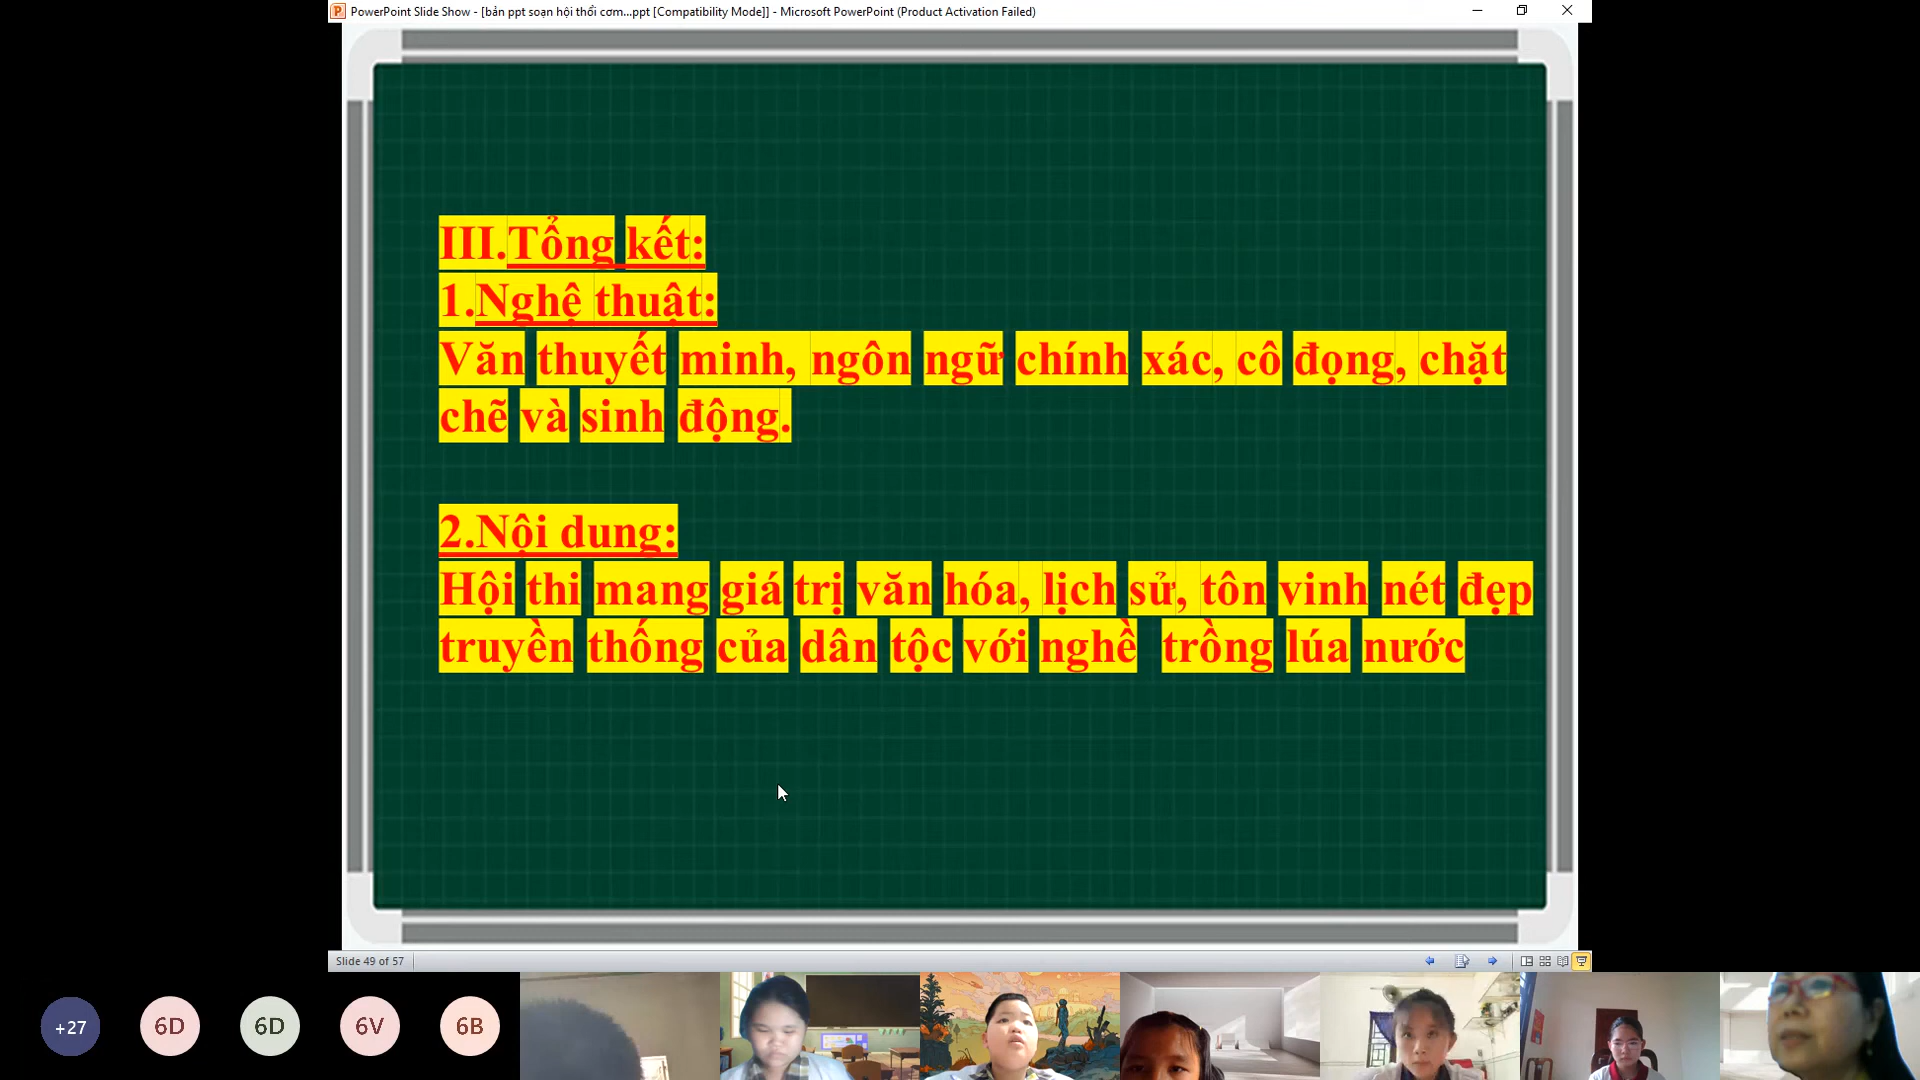 PowerPoint Slide Show - [bản ppt soạn hội thổi cơm...ppt [Compatibility Mode]] - Microsoft PowerPoint (Product Activation Failed)
III.Tổng kết:
1.Nghệ thuật:
Văn thuyết minh, ngôn ngữ chính xác, cô đọng, chặt
chẽ và sinh động.
2.Nội dung:
Hội thi mang giá trị văn hóa, lịch sử, tôn vinh nét đẹp
truyền thống của dân tộc với nghề trồng lúa nước
Slide 49 of 57
+27 6D 6D 6V 6B